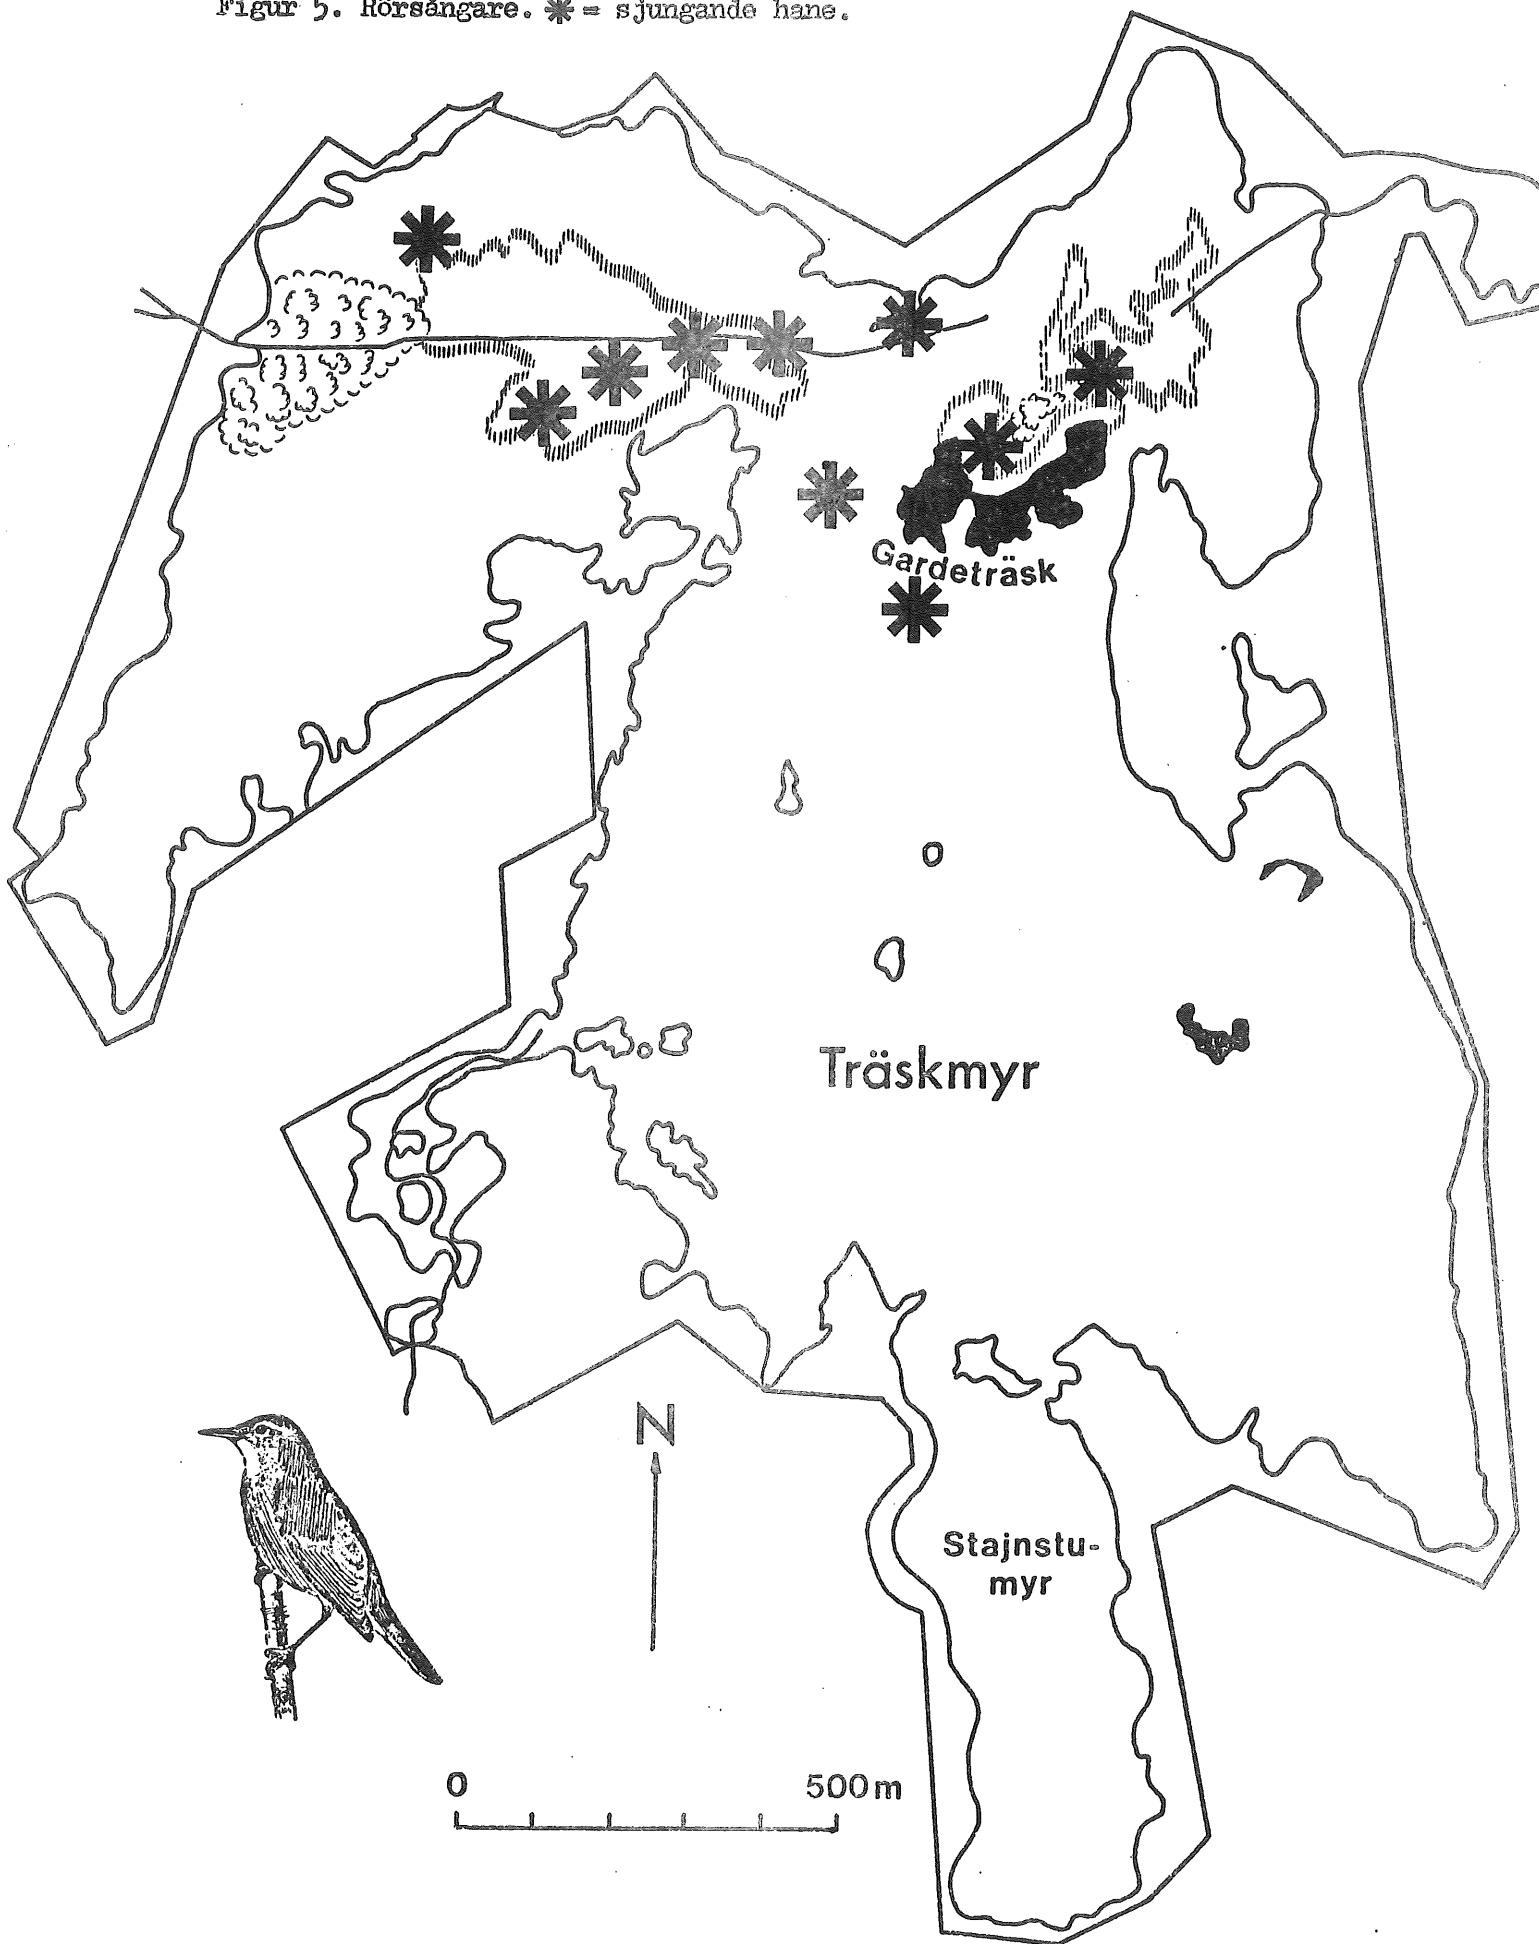 Figur 5. Rörsångare. ✱ = sjungande hane.
Gardeträsk
Träskmyr
N
Stajnstu-
myr
0 500m